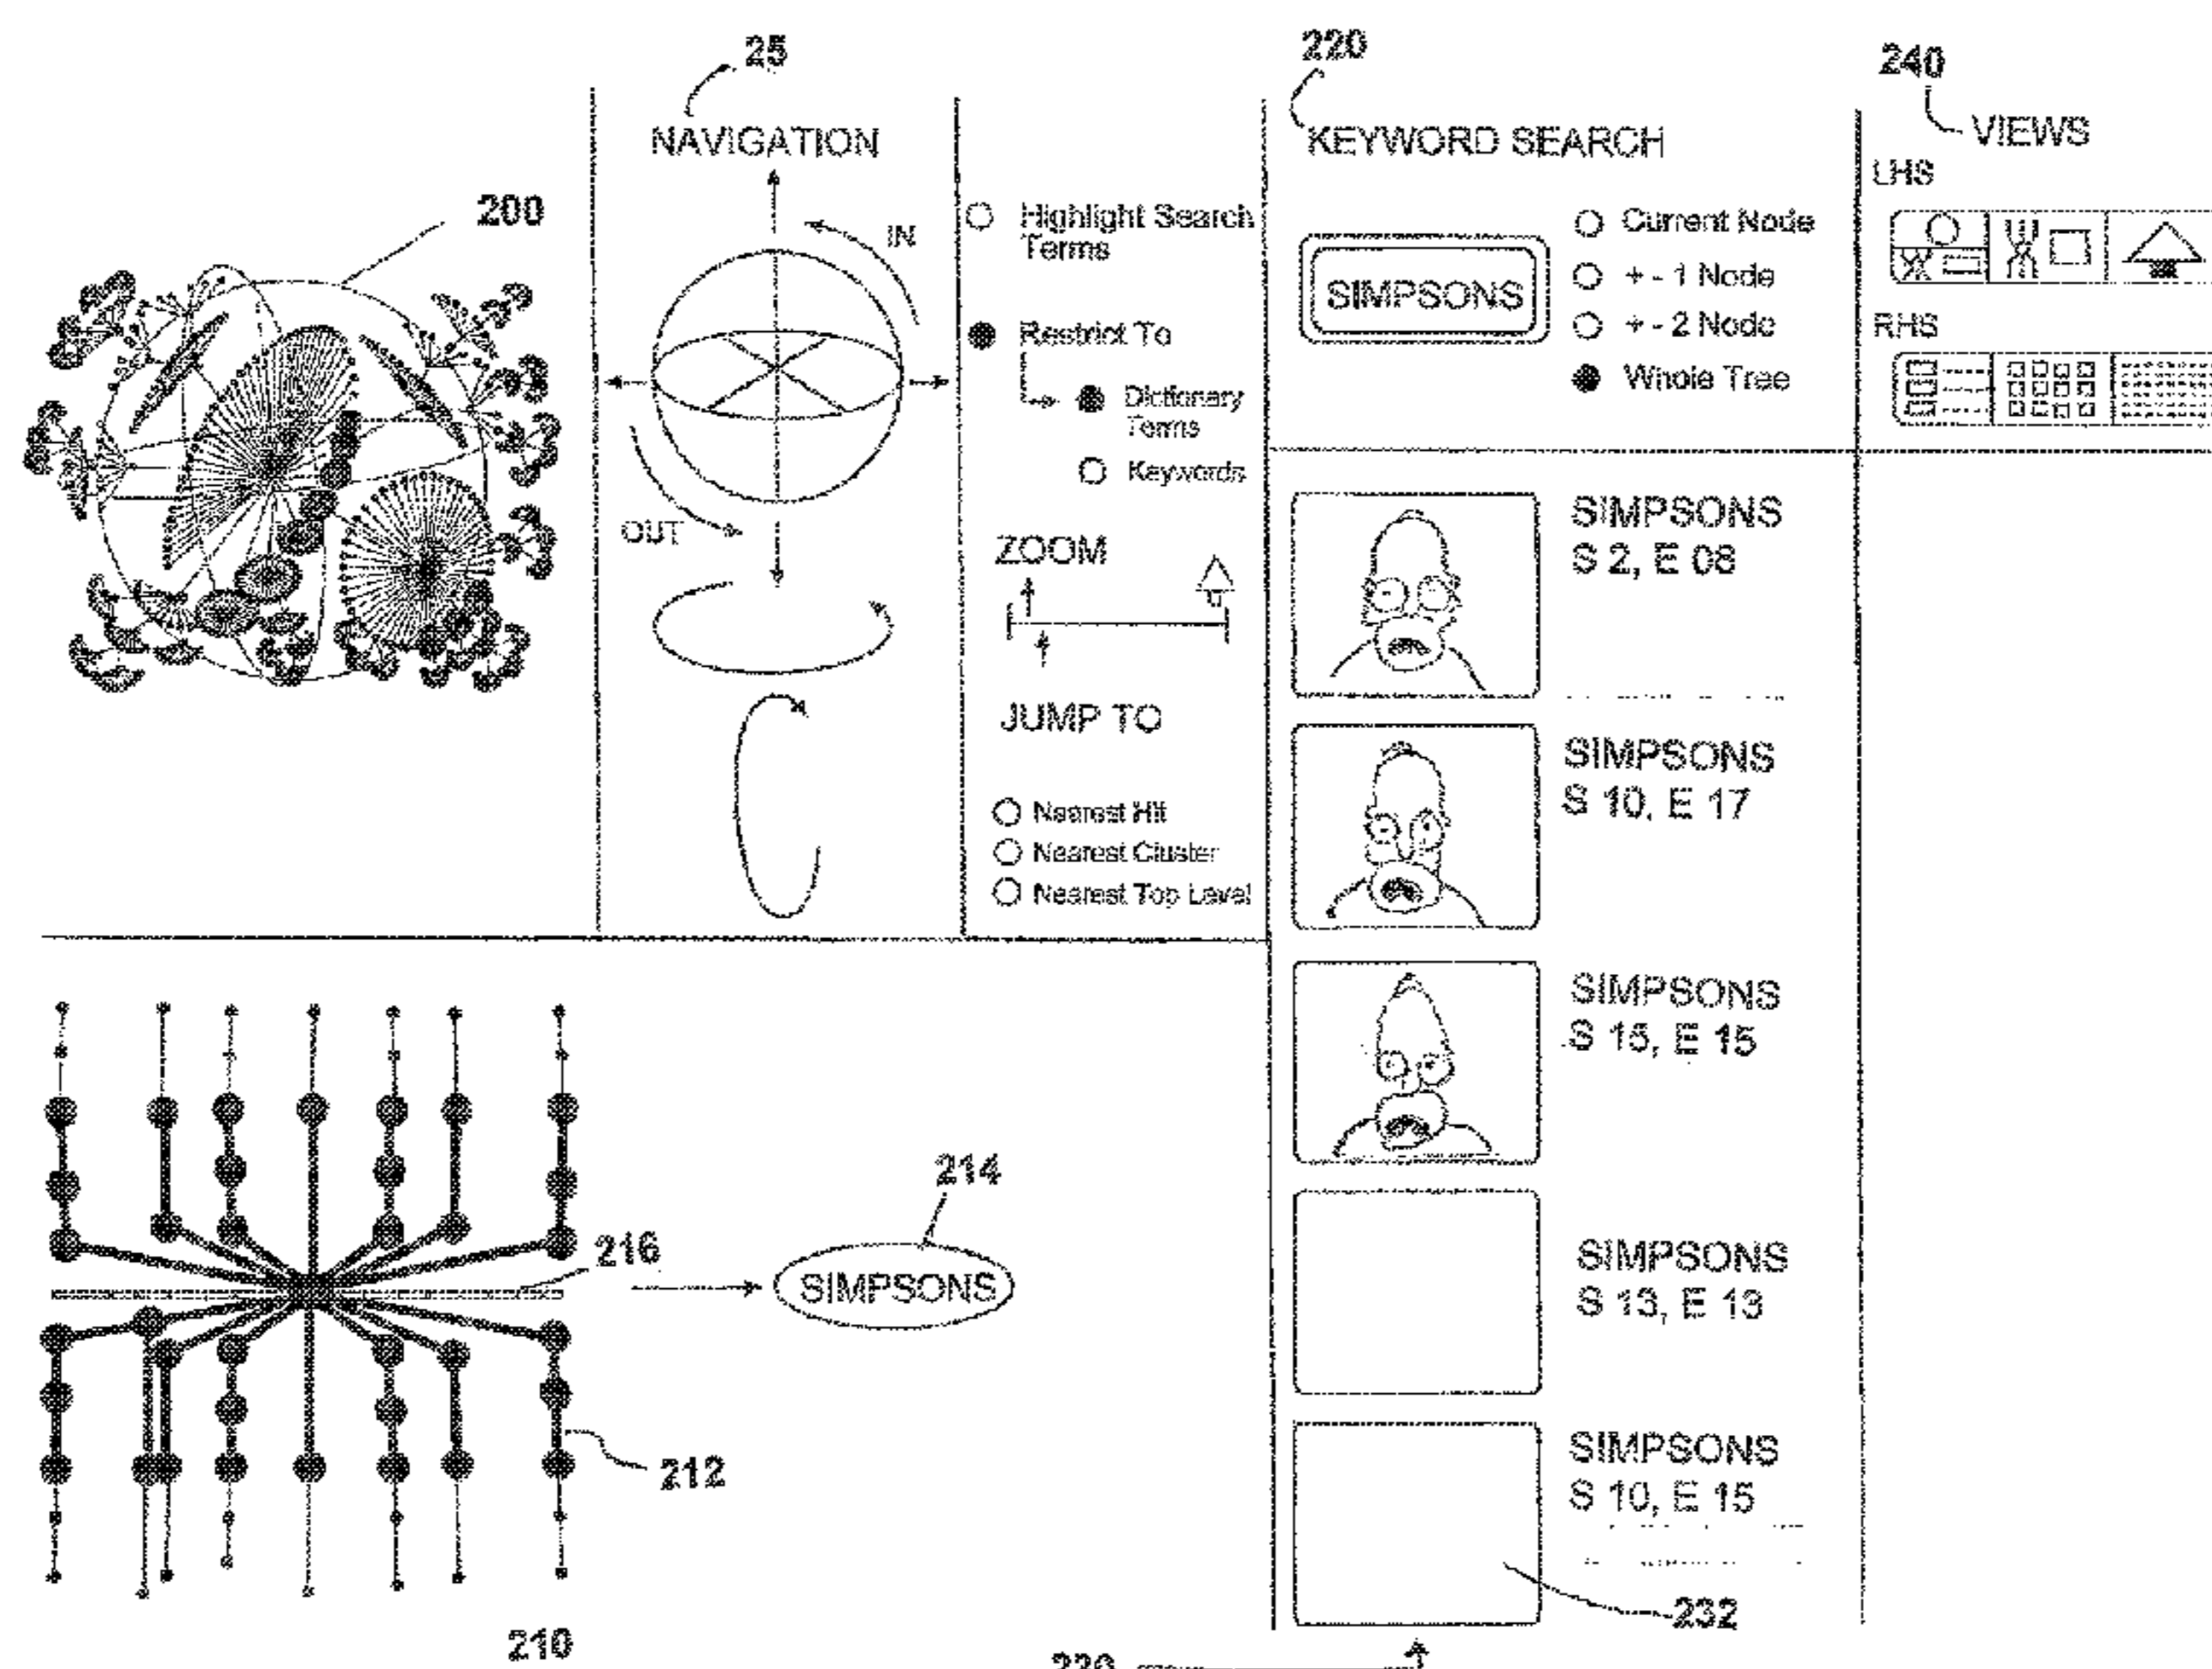 25
220
240
NAVIGATION
KEYWORD SEARCH
VIEWS
LHS
200
IN
Highlight Search
Terms
Current Node
SIMPSONS
+ - 1 Node
+ - 2 Node
Whole Tree
RHS
Restrict To
Dictionary
Terms
Keywords
OUT
ZOOM
JUMP TO
Nearest Hit
Nearest Cluster
Nearest Top Level
SIMPSONS
S 2, E 08
SIMPSONS
S 10, E 17
SIMPSONS
S 15, E 15
SIMPSONS
S 13, E 13
SIMPSONS
S 10, E 15
214
216
SIMPSONS
212
232
210